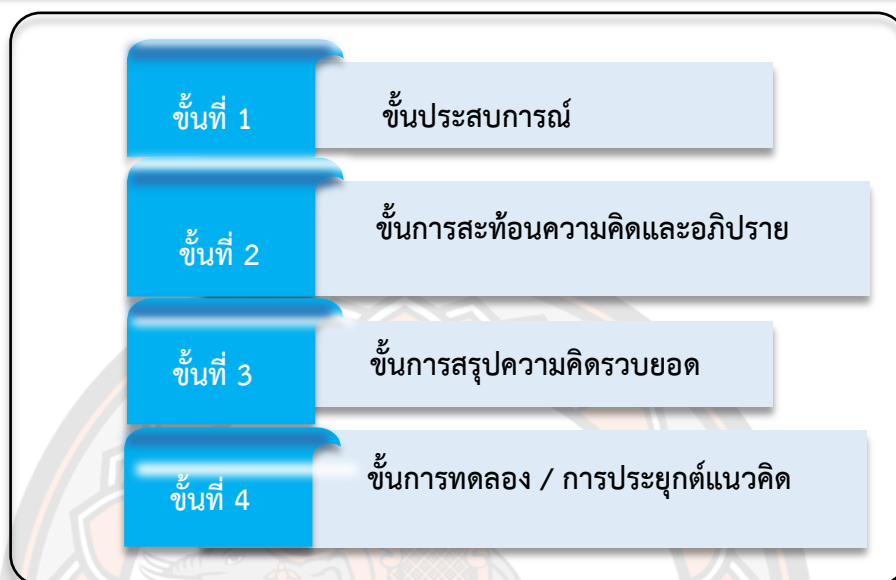 ขั้นที่ 1
ขั้นประสบการณ์
ขั้นที่ 2
ขั้นการสะท้อนความคิดและอภิปราย
ขั้นที่ 3
ขั้นการสรุปความคิดรวบยอด
ขั้นที่ 4
ขั้นการทดลอง / การประยุกต์แนวคิด